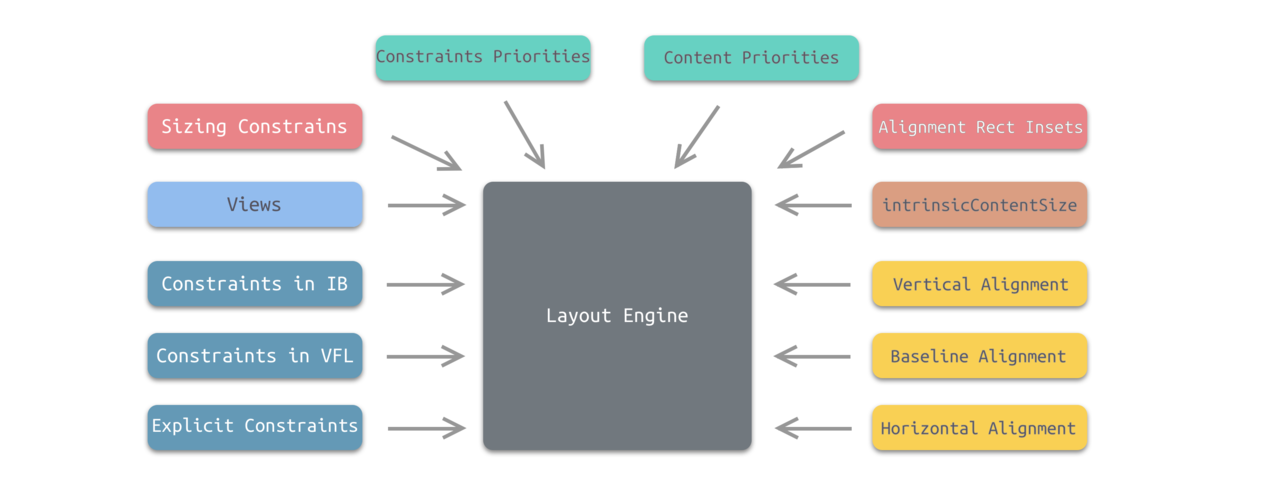 Constraints Priorities
Content Priorities
Sizing Constrains
Alignment Rect Insets
Views
intrinsicContentSize
Constraints in IB
Vertical Alignment
Layout Engine
Constraints in VFL
Baseline Alignment
Explicit Constraints
Horizontal Alignment